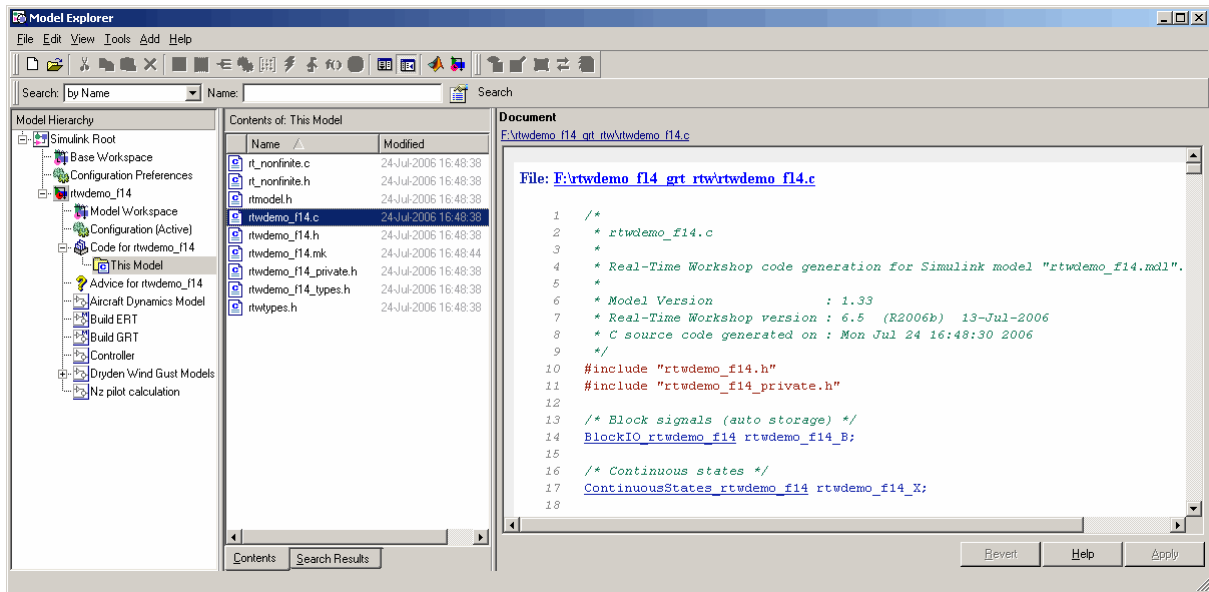 Model Explorer
File Edit View Tools Add Help
Search: by Name Name: Search
Model Hierarchy
Simulink Root
Base Workspace
Configuration Preferences
rtwdemo_f14
Model Workspace
Configuration (Active)
Code for rtwdemo_f14
This Model
Advice for rtwdemo_f14
Aircraft Dynamics Model
Build ERT
Build GRT
Controller
Dryden Wind Gust Models
Nz pilot calculation
Contents of: This Model
Name Modified
rt_nonfinite.c 24-Jul-2006 16:48:38
rt_nonfinite.h 24-Jul-2006 16:48:38
rtmodel.h 24-Jul-2006 16:48:38
rtwdemo_f14.c 24-Jul-2006 16:48:38
rtwdemo_f14.h 24-Jul-2006 16:48:38
rtwdemo_f14.mk 24-Jul-2006 16:48:44
rtwdemo_f14_private.h 24-Jul-2006 16:48:38
rtwdemo_f14_types.h 24-Jul-2006 16:48:38
rtwtypes.h 24-Jul-2006 16:48:38
Contents Search Results
Document
F:\rtwdemo_f14_grt_rtw\rtwdemo_f14.c
File: F:\rtwdemo_f14_grt_rtw\rtwdemo_f14.c
1 /*
2 * rtwdemo_f14.c
3 *
4 * Real-Time Workshop code generation for Simulink model "rtwdemo_f14.mdl".
5 *
6 * Model Version : 1.33
7 * Real-Time Workshop version : 6.5 (R2006b) 13-Jul-2006
8 * C source code generated on : Mon Jul 24 16:48:30 2006
9 */
10 #include "rtwdemo_f14.h"
11 #include "rtwdemo_f14_private.h"
12
13 /* Block signals (auto storage) */
14 BlockIO_rtwdemo_f14 rtwdemo_f14_B;
15
16 /* Continuous states */
17 ContinuousStates_rtwdemo_f14 rtwdemo_f14_X;
18
Revert Help Apply